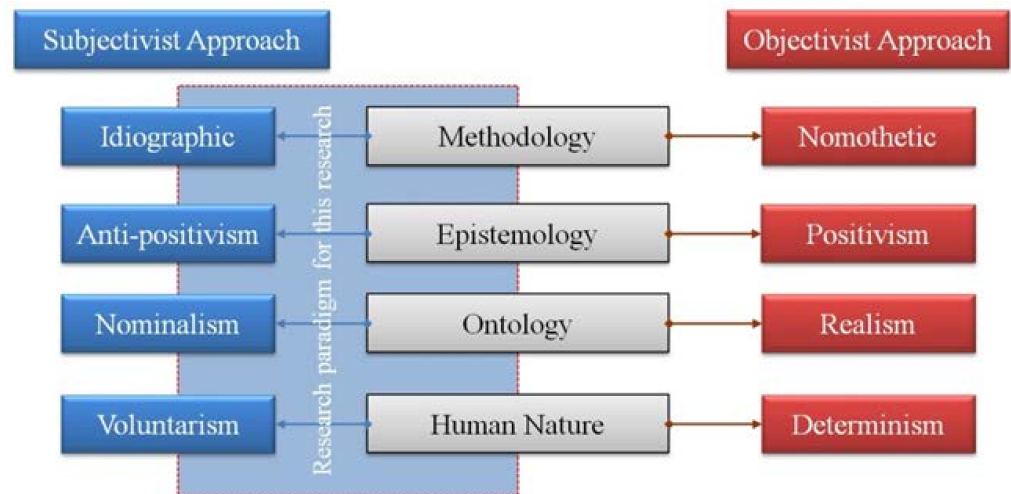 Subjectivist Approach
Objectivist Approach
Research paradigm for this research
Idiographic
Methodology
Nomothetic
Anti-positivism
Epistemology
Positivism
Nominalism
Ontology
Realism
Voluntarism
Human Nature
Determinism